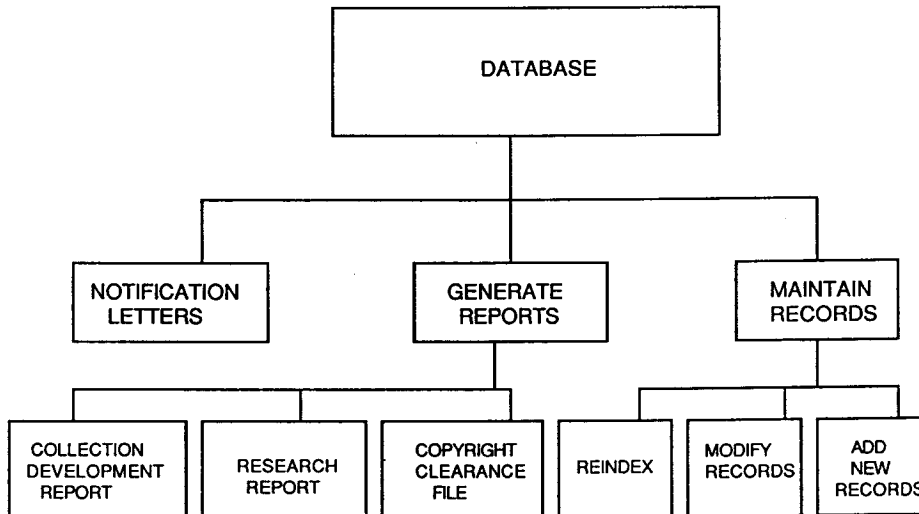 DATABASE
NOTIFICATION
LETTERS
GENERATE
REPORTS
MAINTAIN
RECORDS
COLLECTION
DEVELOPMENT
REPORT
RESEARCH
REPORT
COPYRIGHT
CLEARANCE
FILE
REINDEX
MODIFY
RECORDS
ADD
NEW
RECORDS